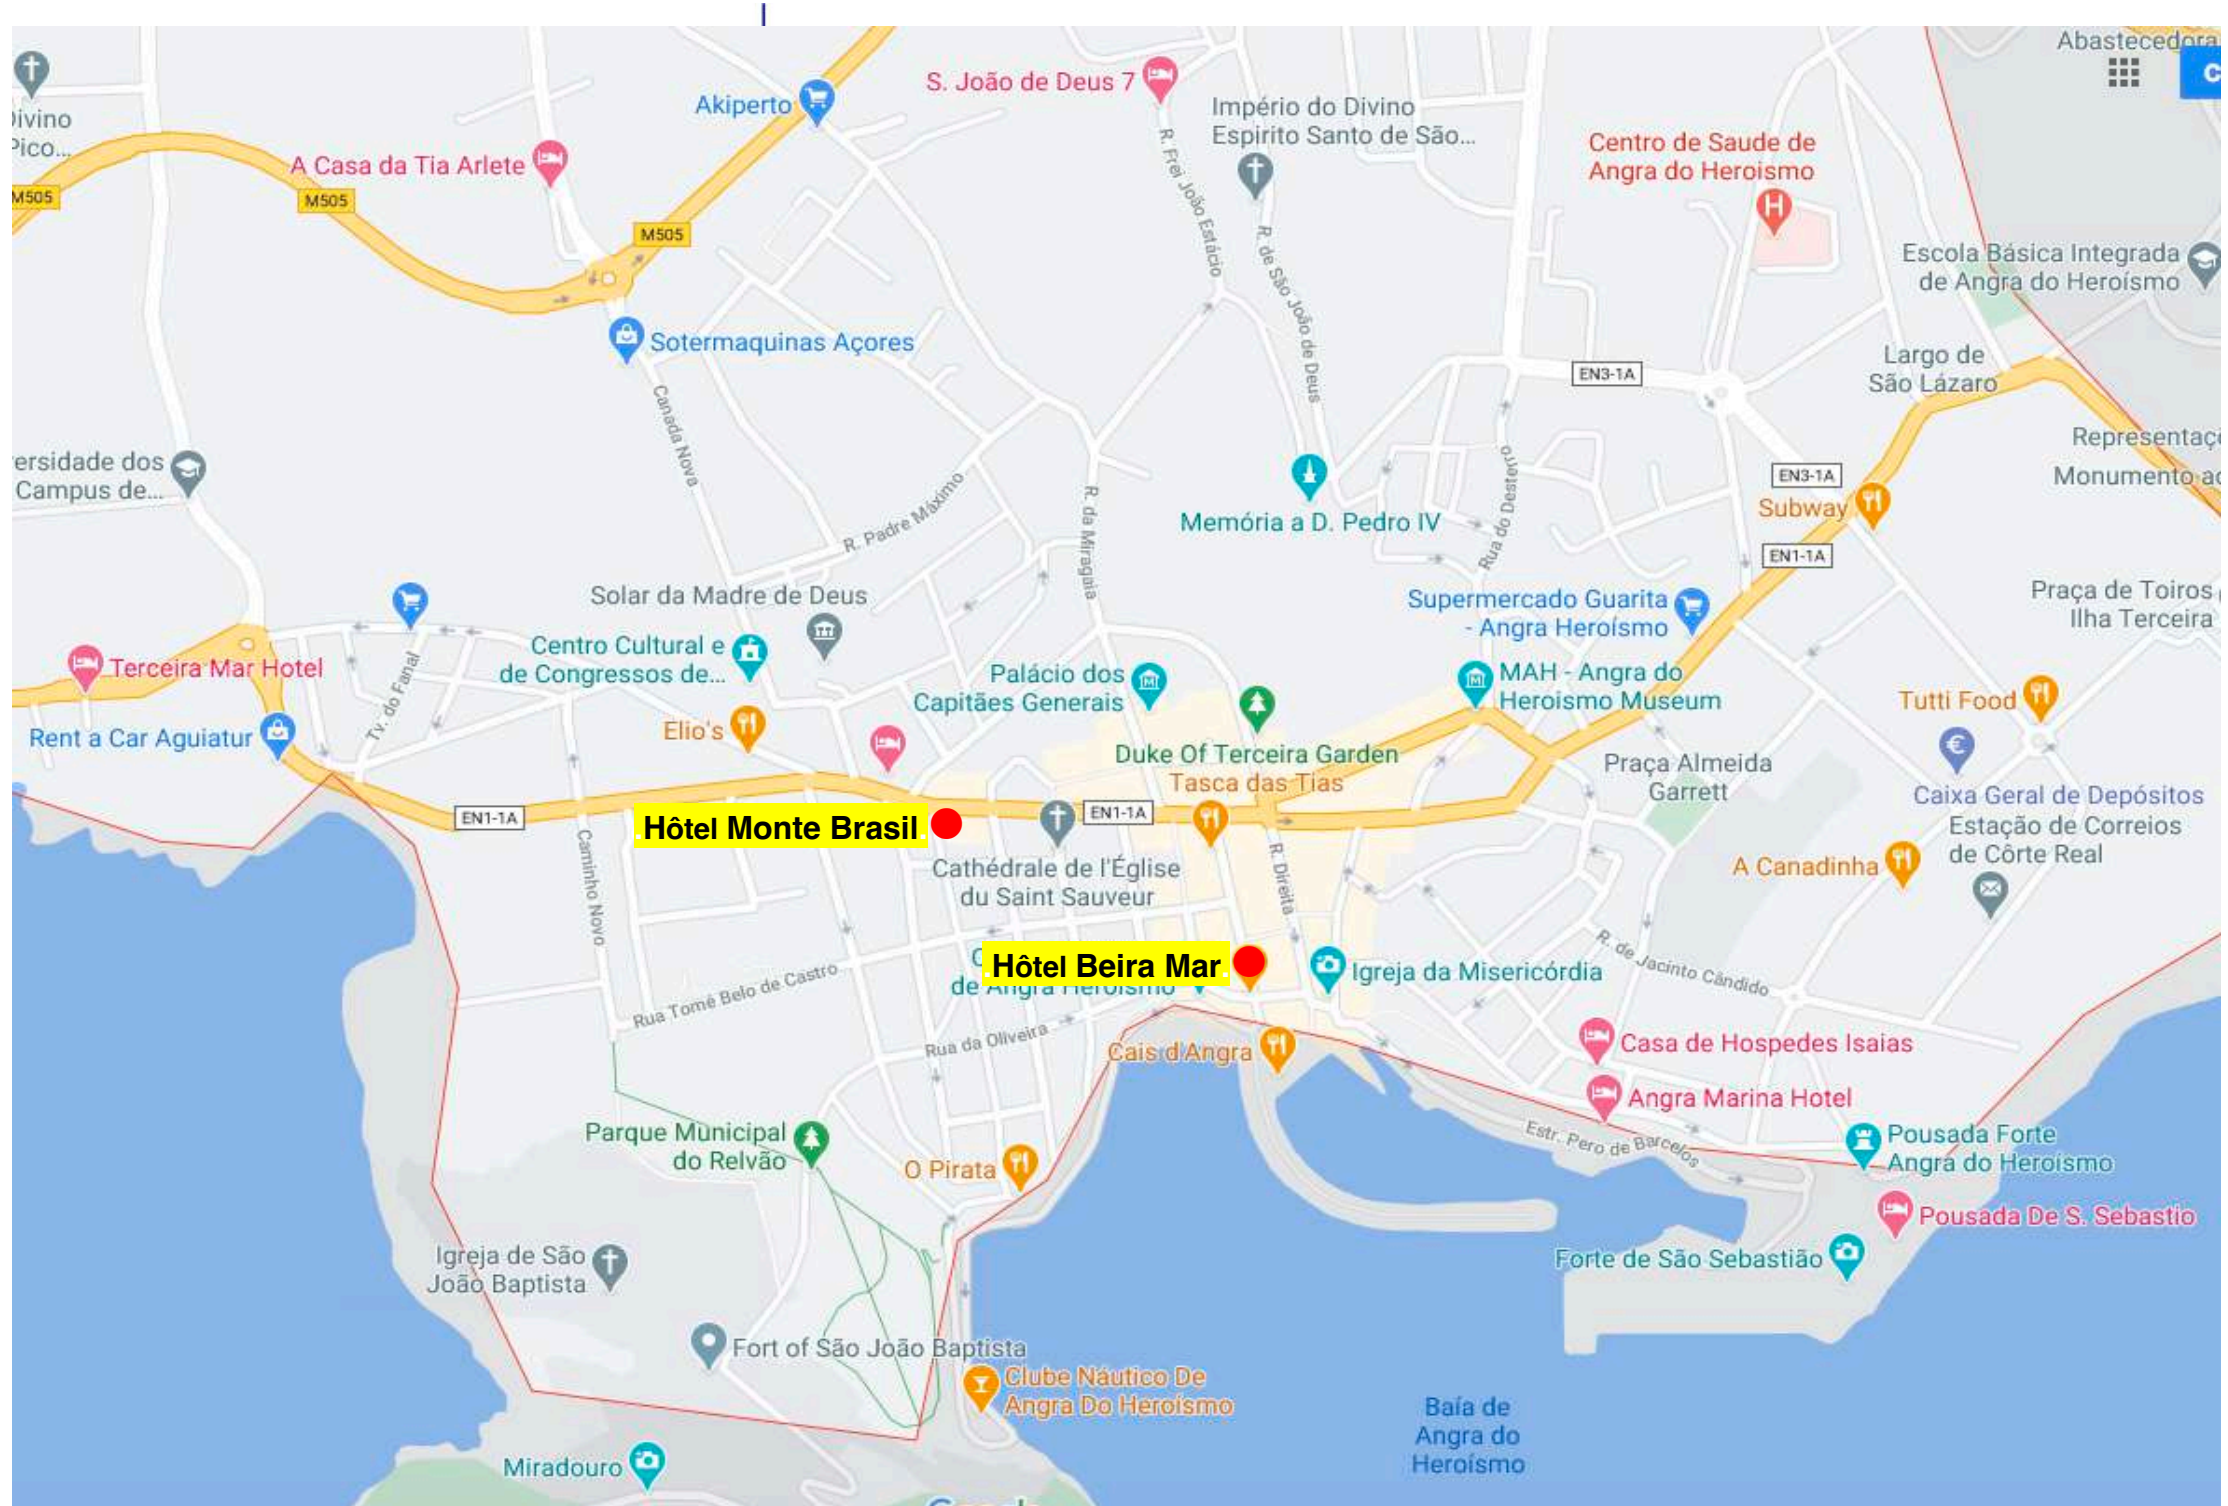 Abastecedora
C
S. João de Deus 7
Akiperto
Império do Divino
Espirito Santo de São...
Divino
Pico...
Centro de Saude de
Angra do Heroismo
A Casa da Tia Arlete
R. Frei João Estácio
M505
M505
M505
R. de São João de Deus
Escola Básica Integrada
de Angra do Heroísmo
Sotermaquinas Açores
Largo de
São Lázaro
EN3-1A
Canada Nova
ersidade dos
Campus de...
Representaçã
Monumento ao
EN3-1A
Subway
R. Padre Máximo
R. da Miragaia
Memória a D. Pedro IV
Rua do Desterro
EN1-1A
Solar da Madre de Deus
Supermercado Guarita
- Angra Heroísmo
Praça de Toiros
Ilha Terceira
Centro Cultural e
de Congressos de...
Terceira Mar Hotel
Tv. do Fanal
Palácio dos
Capitães Generais
MAH - Angra do
Heroismo Museum
Tutti Food
Elio's
Rent a Car Aguiatur
Duke Of Terceira Garden
Tasca das Tias
Praça Almeida
Garrett
Caixa Geral de Depósitos
Estação de Correios
de Côrte Real
EN1-1A
EN1-1A
Hôtel Monte Brasil
Cathédrale de l'Église
du Saint Sauveur
R. Direita
A Canadinha
Caminho Novo
Hôtel Beira Mar
de Angra Heroísmo
Igreja da Misericórdia
R. de Jacinto Cândido
Rua Tomé Belo de Castro
Rua da Oliveira
Cais d'Angra
Casa de Hospedes Isaias
Angra Marina Hotel
Estr. Pero de Barcelos
Parque Municipal
do Relvão
O Pirata
Pousada Forte
Angra do Heroísmo
Pousada De S. Sebastio
Igreja de São
João Baptista
Forte de São Sebastião
Fort of São João Baptista
Clube Náutico De
Angra Do Heroísmo
Baía de
Angra do
Heroísmo
Miradouro
Google